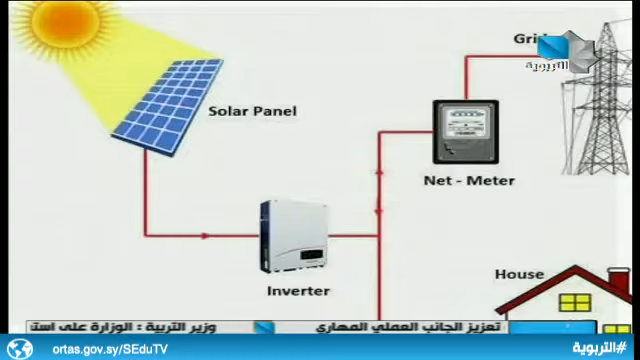 Grid
التربوية
Solar Panel
Net - Meter
Inverter
House
تعزيز الجانب العملي المهاري
وزير التربية : الوزارة على است
ortas.gov.sy/SEduTV
#التربوية